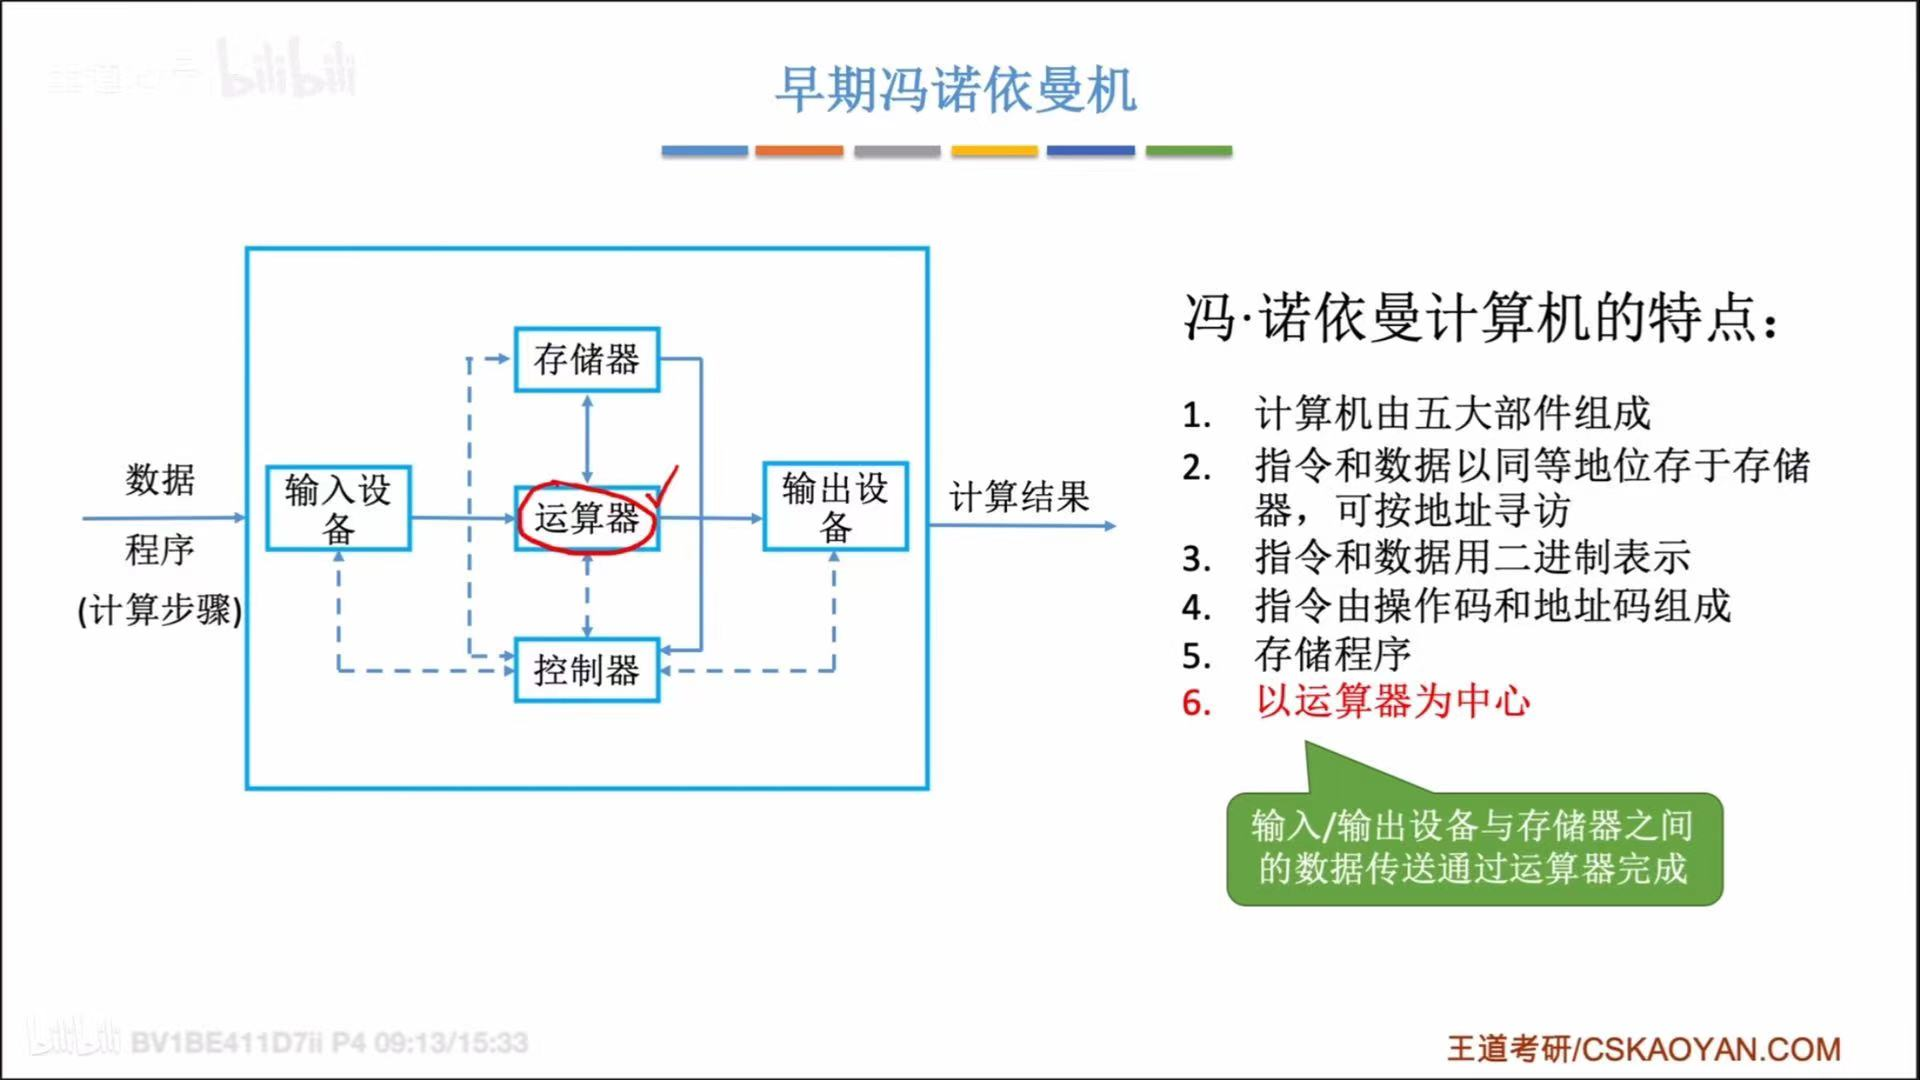 bilibili
早期冯诺依曼机
数据
程序
(计算步骤)
输入设
备
存储器
运算器
控制器
输出设
备
计算结果
冯·诺依曼计算机的特点：
1. 计算机由五大部件组成
2. 指令和数据以同等地位存于存储
器，可按地址寻访
3. 指令和数据用二进制表示
4. 指令由操作码和地址码组成
5. 存储程序
6. 以运算器为中心
输入/输出设备与存储器之间
的数据传送通过运算器完成
bilibili BV1BE411D7ii P4 09:13/15:33
王道考研/CSKAOYAN.COM